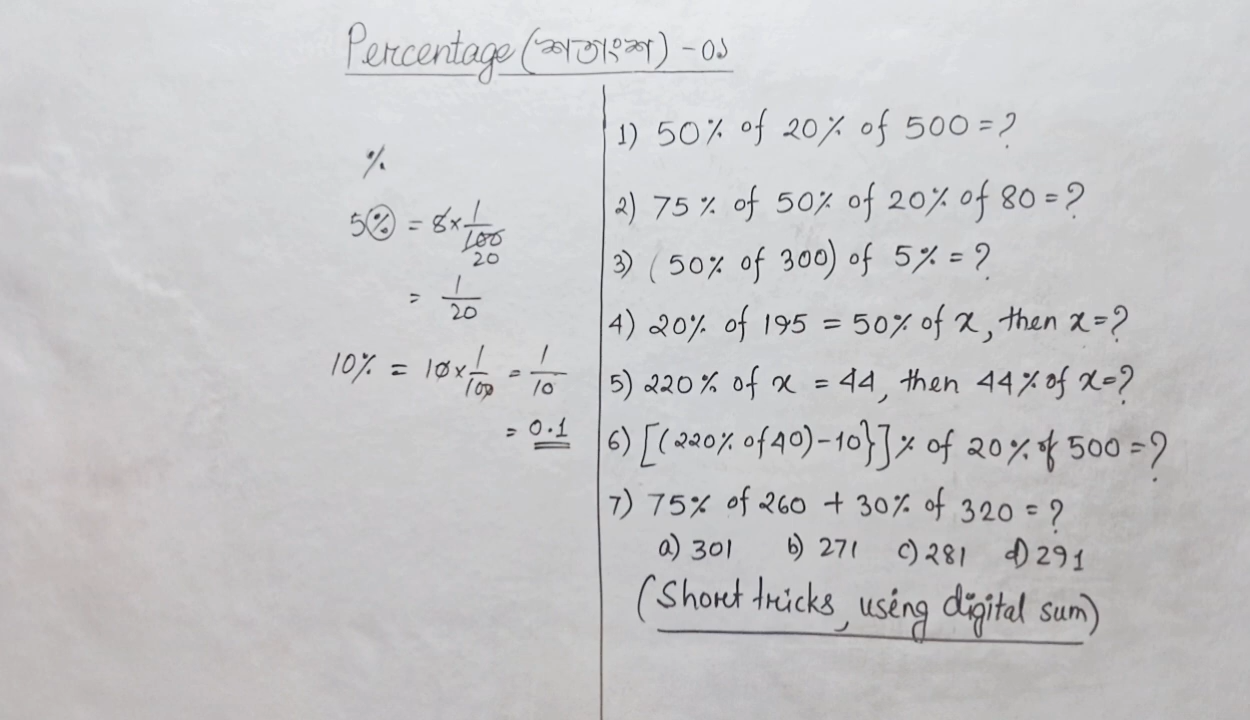 Percentage (শতাংশ) - ০১
%
5% = 5 × 1/100 20
= 1/20
10% = 10 × 1/100 = 1/10
= 0.1
1) 50% of 20% of 500 = ?
2) 75% of 50% of 20% of 80 = ?
3) (50% of 300) of 5% = ?
4) 20% of 195 = 50% of x, then x = ?
5) 220% of x = 44, then 44% of x = ?
6) [(220% of 40) - 10}]% of 20% of 500 = ?
7) 75% of 260 + 30% of 320 = ?
a) 301 b) 271 c) 281 d) 291
(Short tricks, using digital sum)